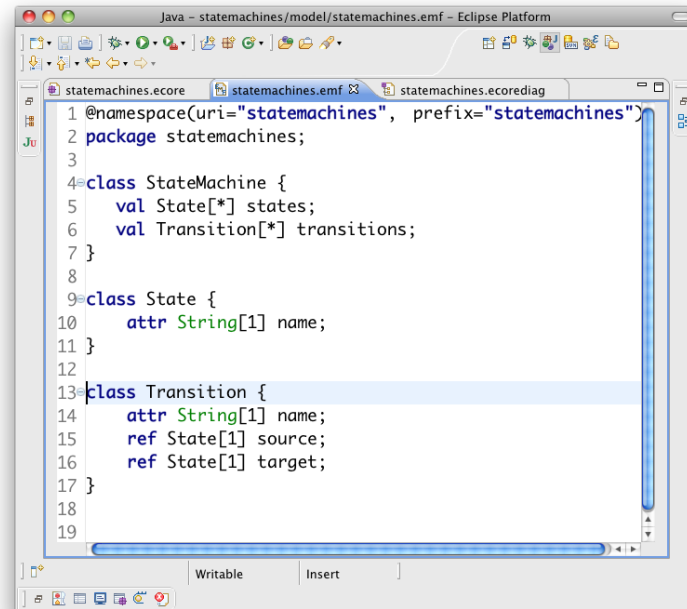 Java – statemachines/model/statemachines.emf – Eclipse Platform
statemachines.ecore statemachines.emf statemachines.ecorediag
1 @namespace(uri="statemachines", prefix="statemachines")
2 package statemachines;
3
4 class StateMachine {
5 val State[*] states;
6 val Transition[*] transitions;
7 }
8
9 class State {
10 attr String[1] name;
11 }
12
13 class Transition {
14 attr String[1] name;
15 ref State[1] source;
16 ref State[1] target;
17 }
18
19
Ju
Writable Insert